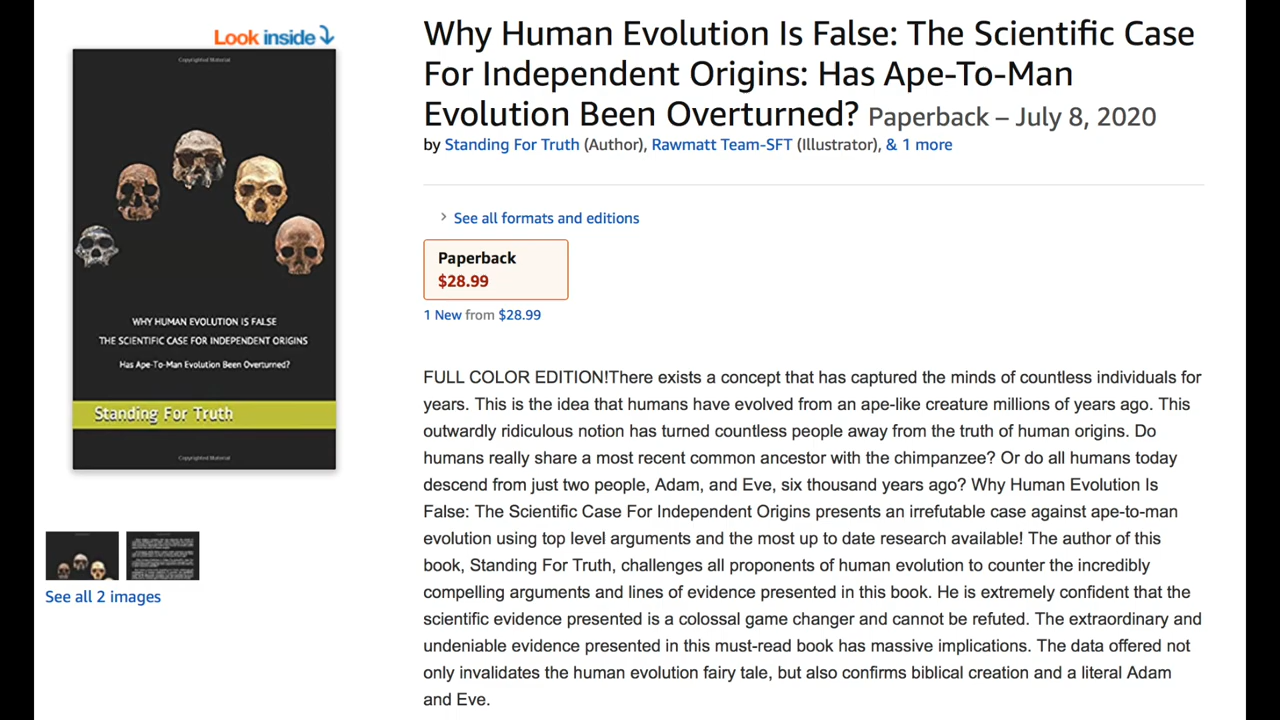 Look inside
Copyrighted Material
WHY HUMAN EVOLUTION IS FALSE
THE SCIENTIFIC CASE FOR INDEPENDENT ORIGINS
Has Ape-To-Man Evolution Been Overturned?
Standing For Truth
Copyrighted Material
See all 2 images
Why Human Evolution Is False: The Scientific Case
For Independent Origins: Has Ape-To-Man
Evolution Been Overturned? Paperback – July 8, 2020
by Standing For Truth (Author), Rawmatt Team-SFT (Illustrator), & 1 more
See all formats and editions
Paperback
$28.99
1 New from $28.99
FULL COLOR EDITION!There exists a concept that has captured the minds of countless individuals for
years. This is the idea that humans have evolved from an ape-like creature millions of years ago. This
outwardly ridiculous notion has turned countless people away from the truth of human origins. Do
humans really share a most recent common ancestor with the chimpanzee? Or do all humans today
descend from just two people, Adam, and Eve, six thousand years ago? Why Human Evolution Is
False: The Scientific Case For Independent Origins presents an irrefutable case against ape-to-man
evolution using top level arguments and the most up to date research available! The author of this
book, Standing For Truth, challenges all proponents of human evolution to counter the incredibly
compelling arguments and lines of evidence presented in this book. He is extremely confident that the
scientific evidence presented is a colossal game changer and cannot be refuted. The extraordinary and
undeniable evidence presented in this must-read book has massive implications. The data offered not
only invalidates the human evolution fairy tale, but also confirms biblical creation and a literal Adam
and Eve.